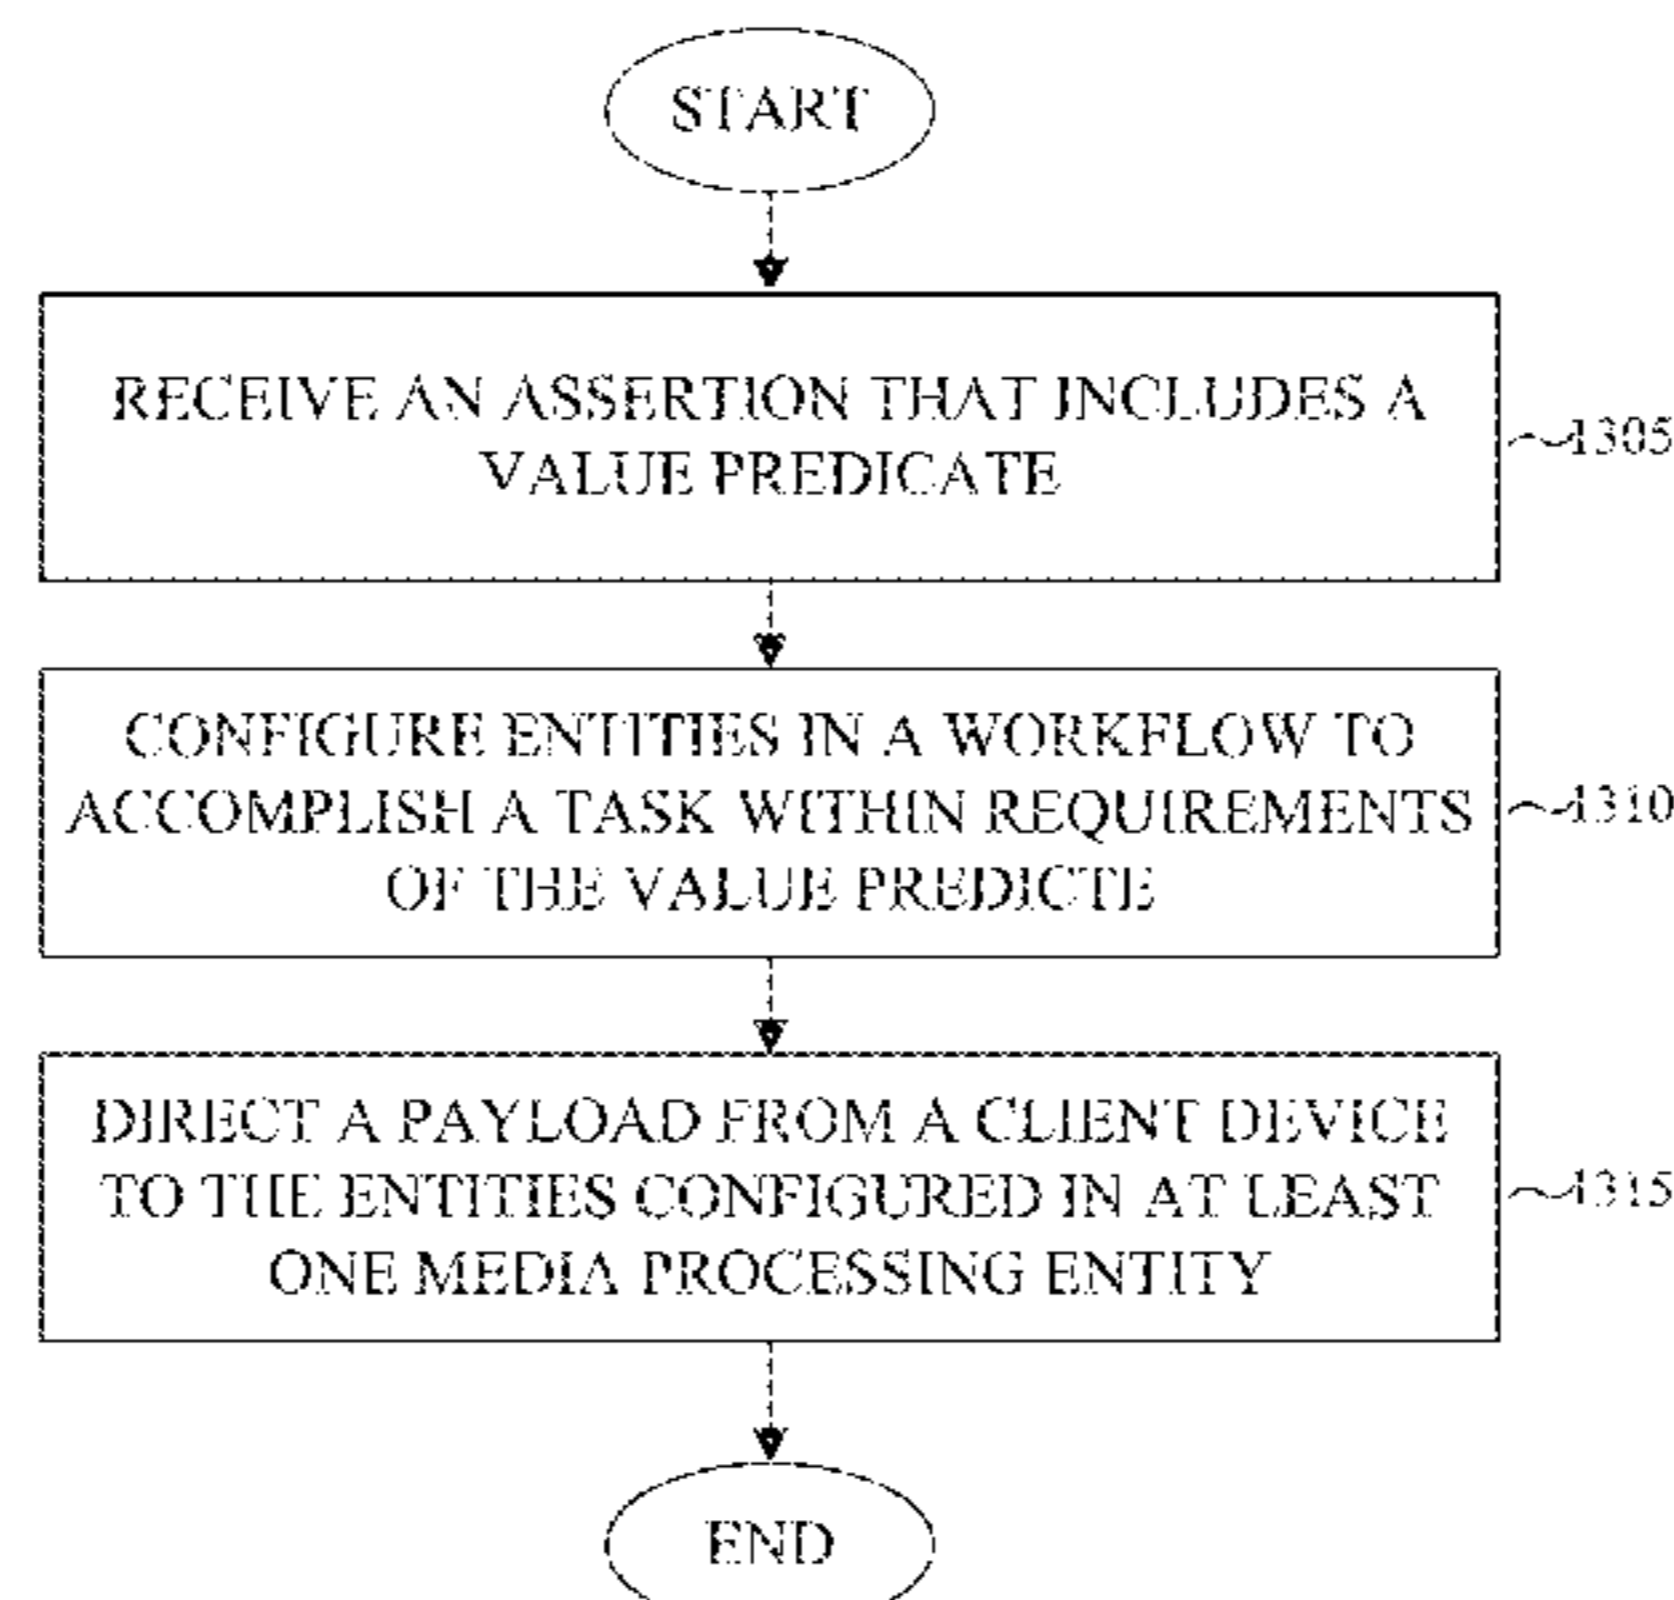 START
RECEIVE AN ASSERTION THAT INCLUDES A
VALUE PREDICATE
1305
CONFIGURE ENTITIES IN A WORKFLOW TO
ACCOMPLISH A TASK WITHIN REQUIREMENTS
OF THE VALUE PREDICTE
1310
DIRECT A PAYLOAD FROM A CLIENT DEVICE
TO THE ENTITIES CONFIGURED IN AT LEAST
ONE MEDIA PROCESSING ENTITY
1315
END